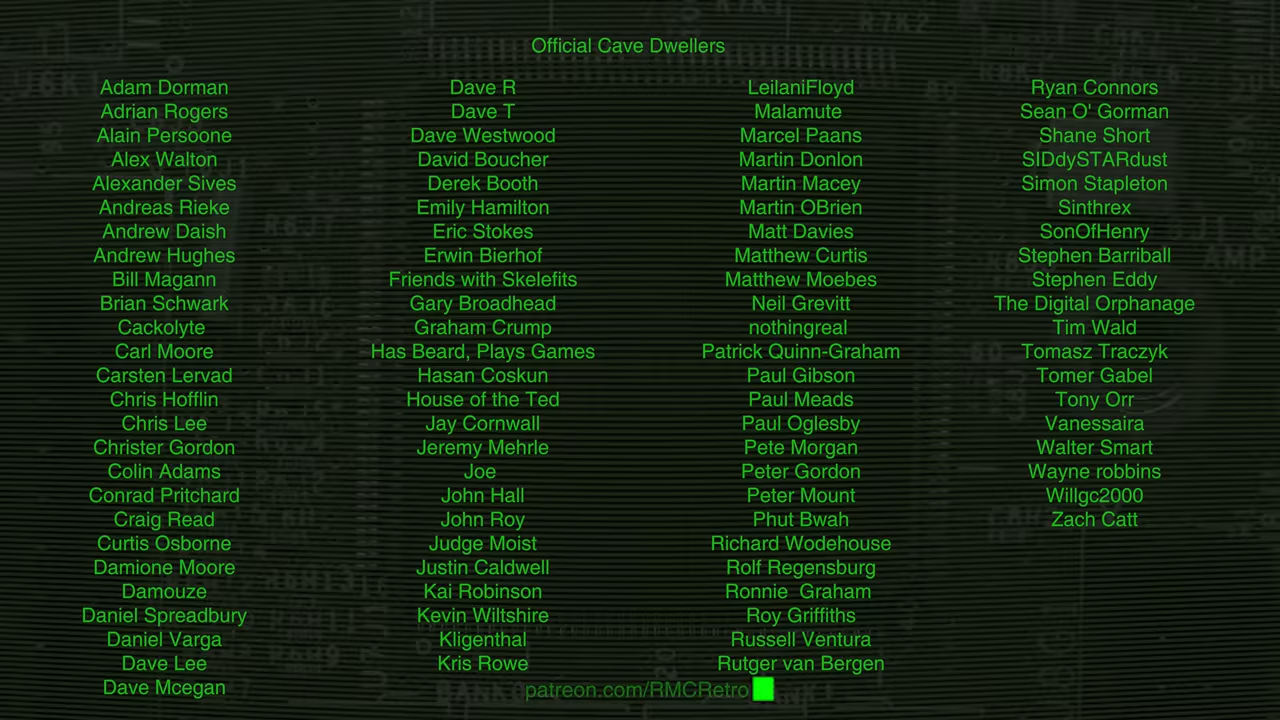 Official Cave Dwellers
Adam Dorman
Adrian Rogers
Alain Persoone
Alex Walton
Alexander Sives
Andreas Rieke
Andrew Daish
Andrew Hughes
Bill Magann
Brian Schwark
Cackolyte
Carl Moore
Carsten Lervad
Chris Hofflin
Chris Lee
Christer Gordon
Colin Adams
Conrad Pritchard
Craig Read
Curtis Osborne
Damione Moore
Damouze
Daniel Spreadbury
Daniel Varga
Dave Lee
Dave Mcegan
Dave R
Dave T
Dave Westwood
David Boucher
Derek Booth
Emily Hamilton
Eric Stokes
Erwin Bierhof
Friends with Skelefits
Gary Broadhead
Graham Crump
Has Beard, Plays Games
Hasan Coskun
House of the Ted
Jay Cornwall
Jeremy Mehrle
Joe
John Hall
John Roy
Judge Moist
Justin Caldwell
Kai Robinson
Kevin Wiltshire
Kligenthal
Kris Rowe
LeilaniFloyd
Malamute
Marcel Paans
Martin Donlon
Martin Macey
Martin OBrien
Matt Davies
Matthew Curtis
Matthew Moebes
Neil Grevitt
nothingreal
Patrick Quinn-Graham
Paul Gibson
Paul Meads
Paul Oglesby
Pete Morgan
Peter Gordon
Peter Mount
Phut Bwah
Richard Wodehouse
Rolf Regensburg
Ronnie  Graham
Roy Griffiths
Russell Ventura
Rutger van Bergen
Ryan Connors
Sean O' Gorman
Shane Short
SIDdySTARdust
Simon Stapleton
Sinthrex
SonOfHenry
Stephen Barriball
Stephen Eddy
The Digital Orphanage
Tim Wald
Tomasz Traczyk
Tomer Gabel
Tony Orr
Vanessaira
Walter Smart
Wayne robbins
Willgc2000
Zach Catt
patreon.com/RMCRetro